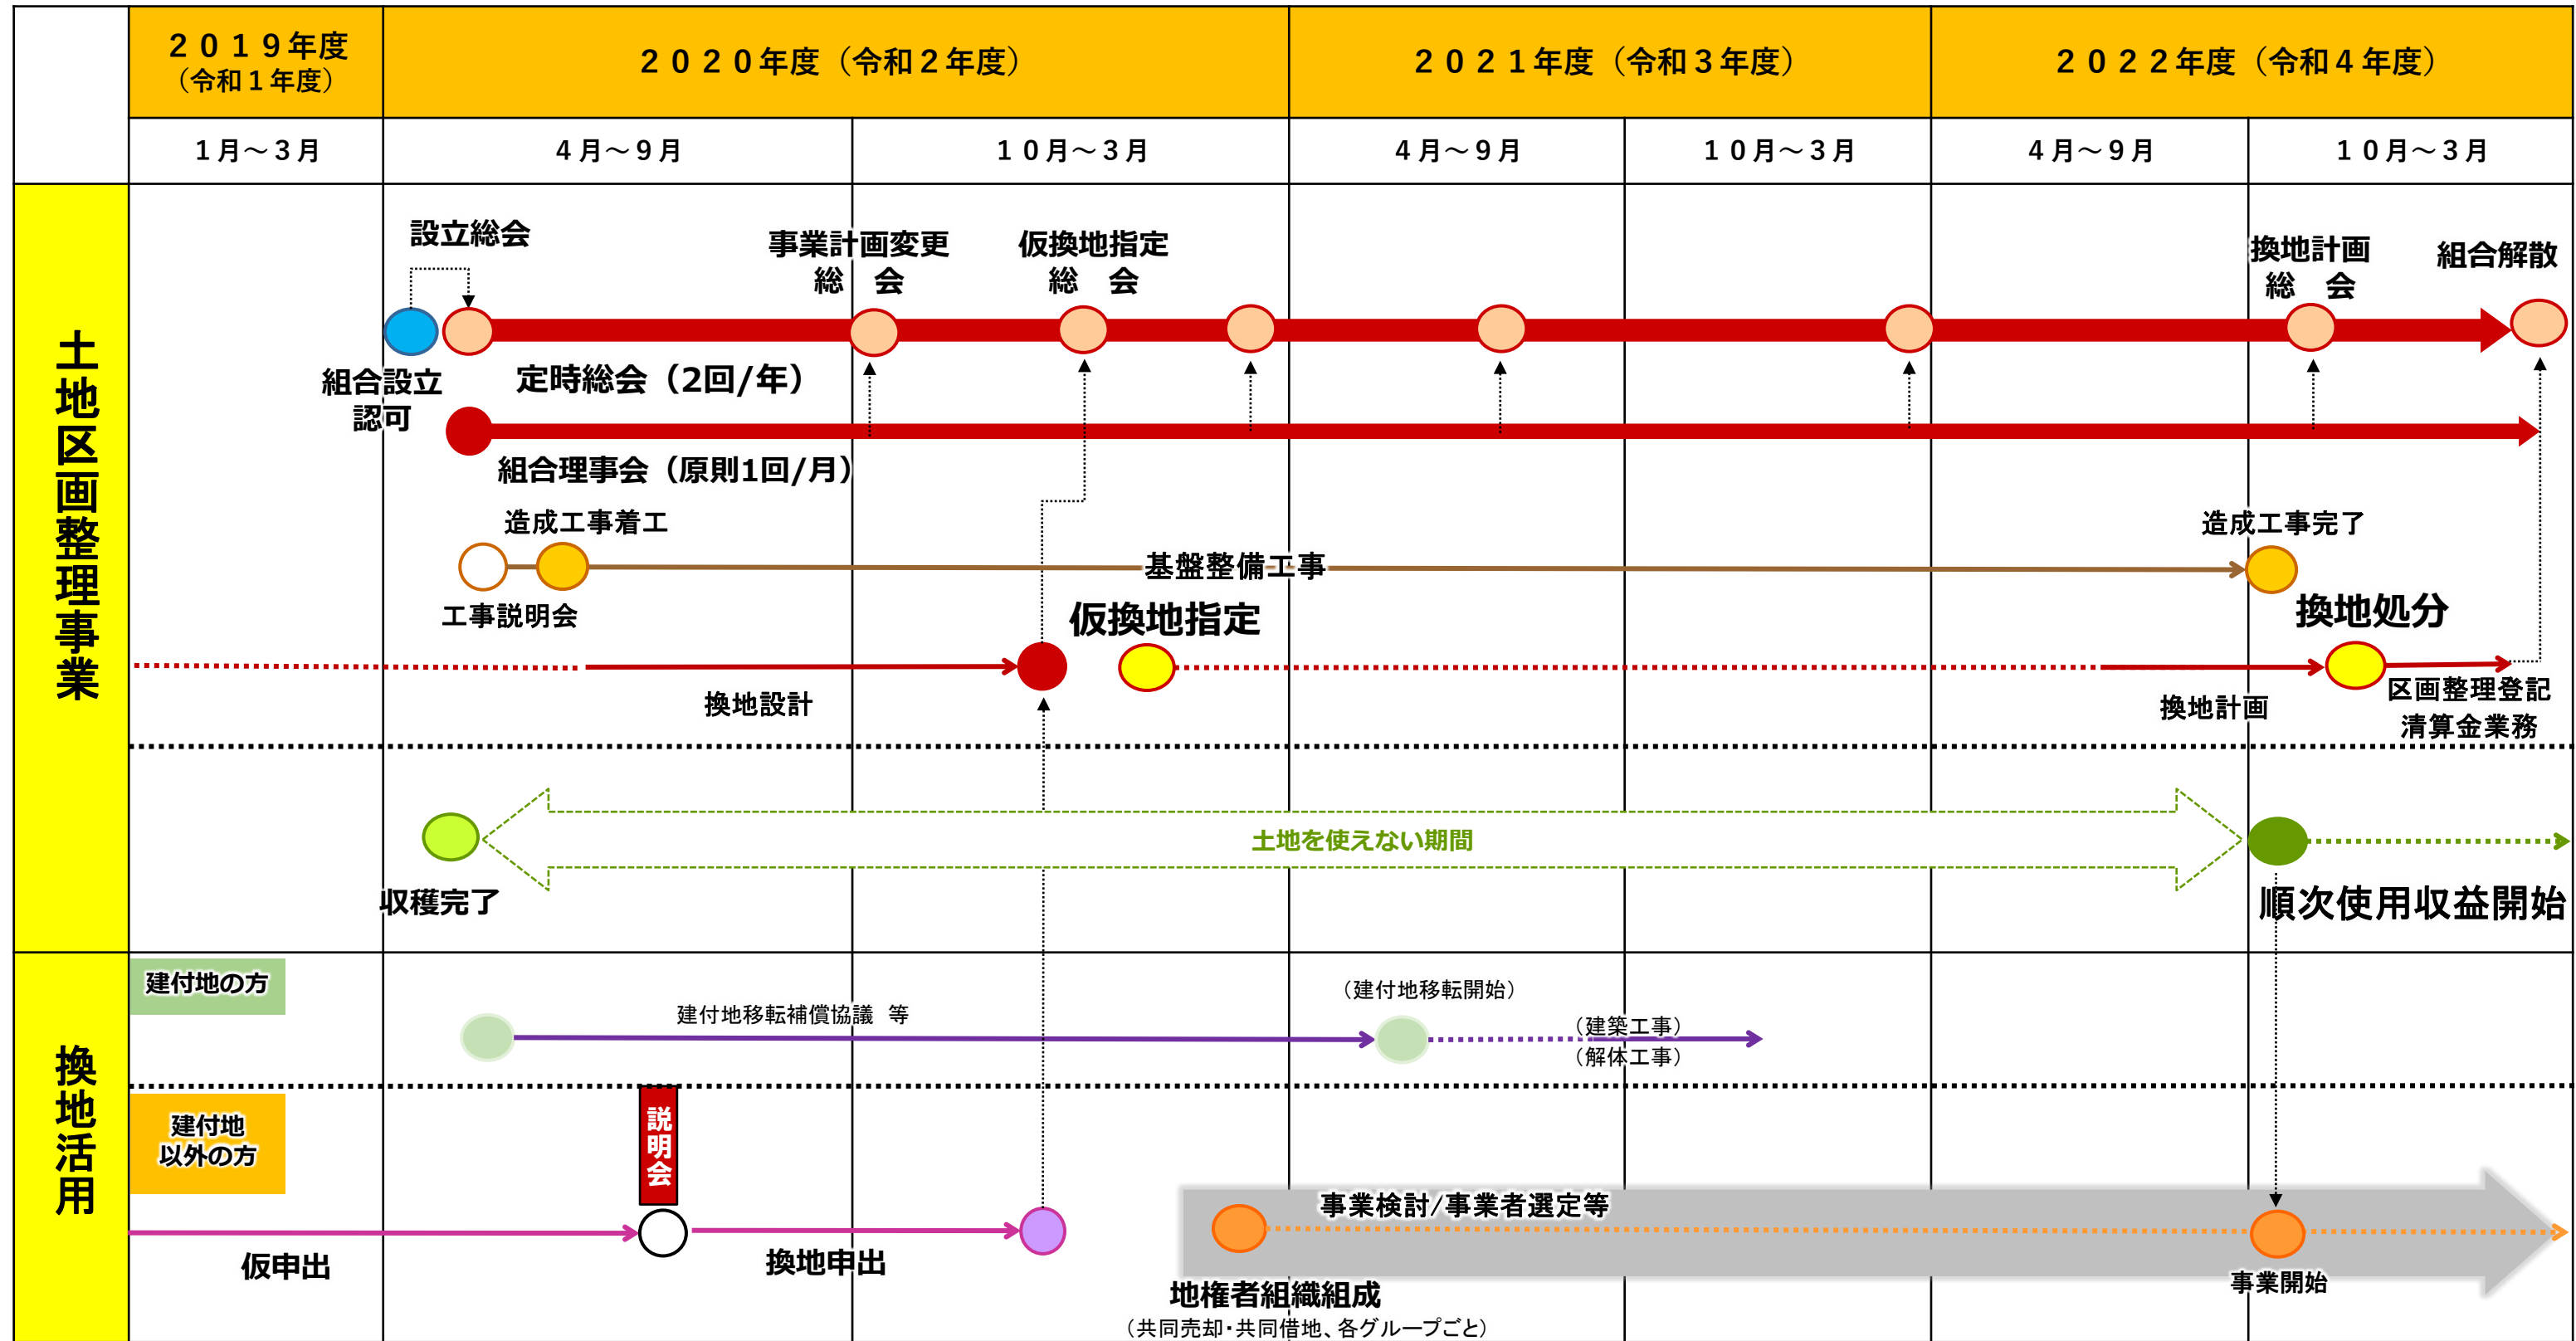 ２０１９年度
（令和１年度）
２０２０年度（令和２年度）
２０２１年度（令和３年度）
２０２２年度（令和４年度）
１月～３月
４月～９月
１０月～３月
４月～９月
１０月～３月
４月～９月
１０月～３月
土地区画整理事業
設立総会
事業計画変更
総　会
仮換地指定
総　会
換地計画
総　会
組合解散
組合設立
認可
定時総会（2回/年）
組合理事会（原則1回/月）
造成工事着工
基盤整備工事
造成工事完了
工事説明会
仮換地指定
換地処分
換地設計
換地計画
区画整理登記
清算金業務
土地を使えない期間
収穫完了
順次使用収益開始
換地活用
建付地の方
建付地移転補償協議　等
（建付地移転開始）
（建築工事）
（解体工事）
建付地
以外の方
説明会
仮申出
換地申出
事業検討/事業者選定等
地権者組織組成
（共同売却・共同借地、各グループごと）
事業開始